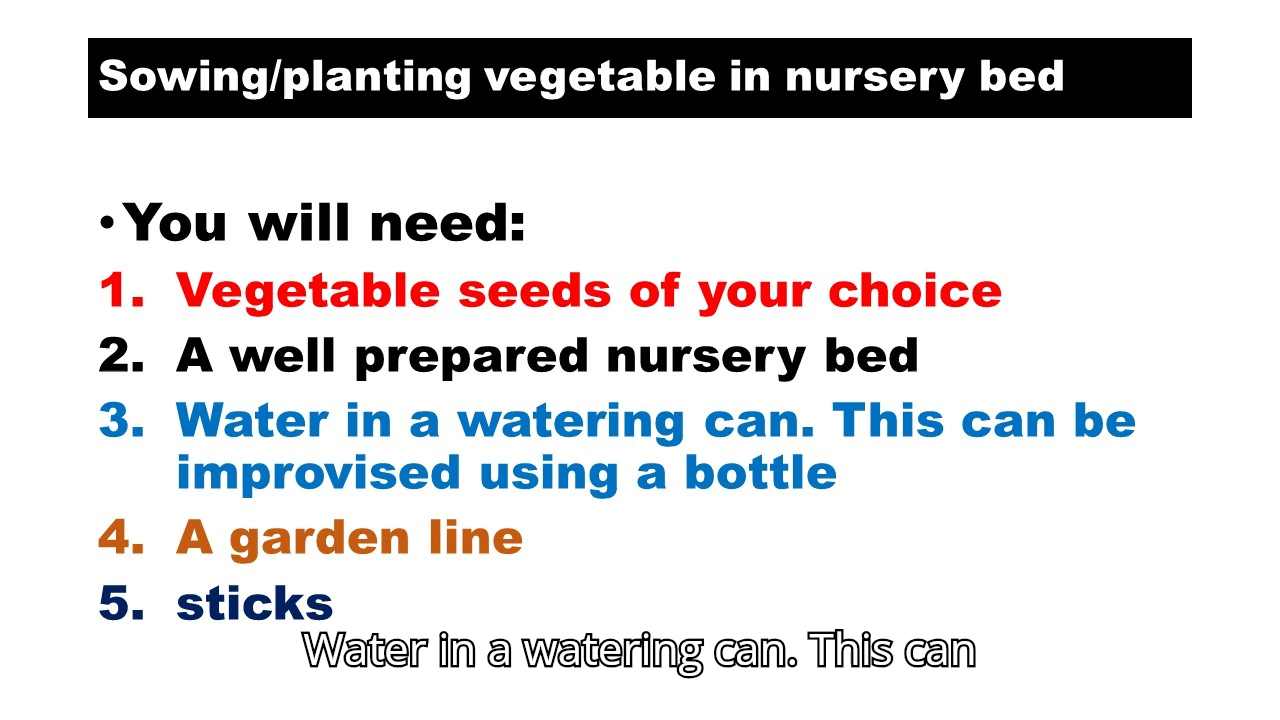 Sowing/planting vegetable in nursery bed
• You will need:
1. Vegetable seeds of your choice
2. A well prepared nursery bed
3. Water in a watering can. This can be
improvised using a bottle
4. A garden line
5. sticks
Water in a watering can. This can